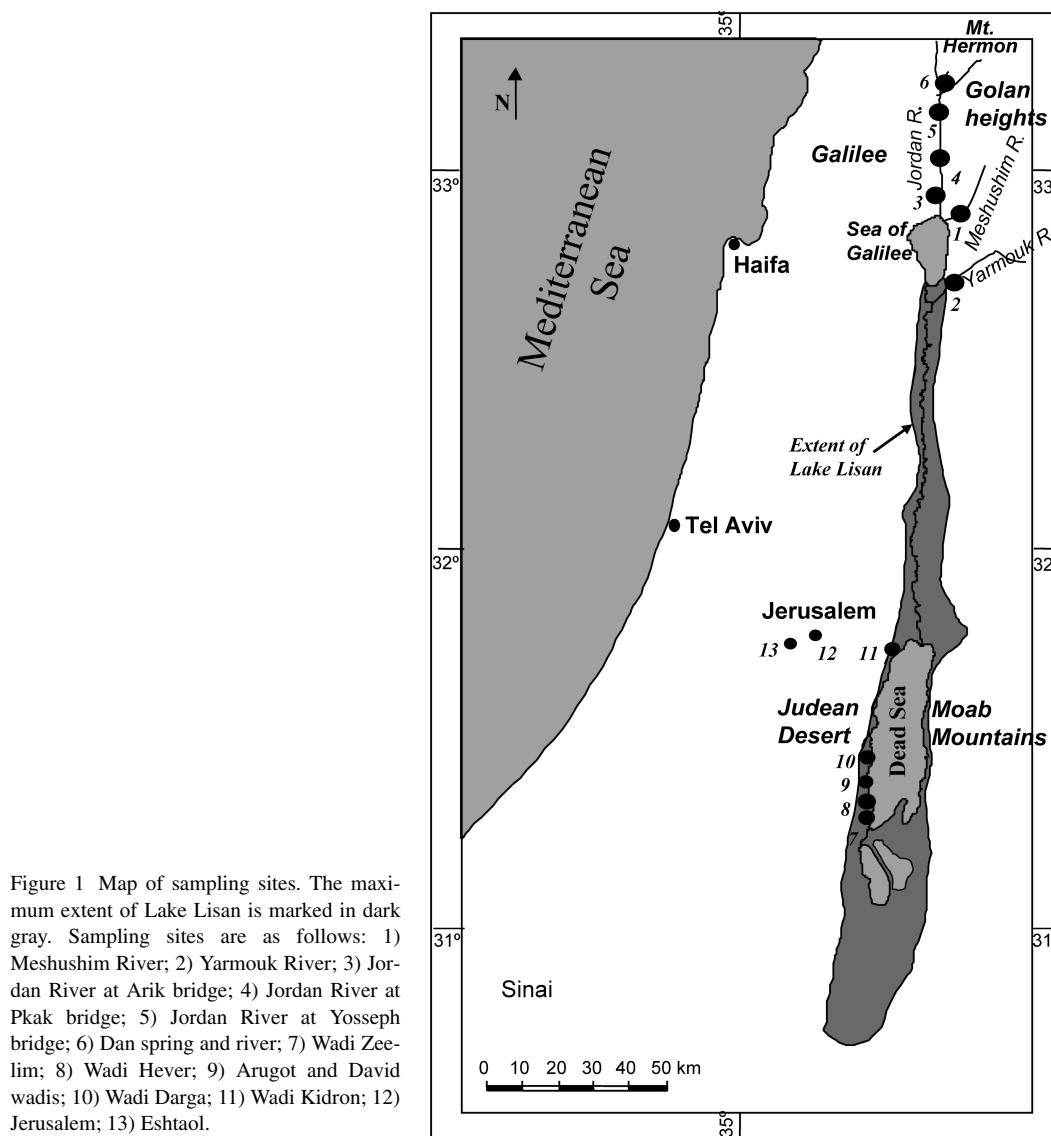 35º
Mt.
Hermon
6
Golan
heights
N
5
Jordan R.
Meshushim R.
Galilee
4
33º
33
3
1
Sea of
Galilee
Mediterranean
Sea
Haifa
Yarmouk R.
2
Extent of
Lake Lisan
Tel Aviv
32º
32
Jerusalem
13
12
11
Judean
Desert
Dead Sea
Moab
Mountains
10
9
8
7
31º
31
Sinai
0 10 20 30 40 50 km
35º
Figure 1 Map of sampling sites. The maxi-
mum extent of Lake Lisan is marked in dark
gray. Sampling sites are as follows: 1)
Meshushim River; 2) Yarmouk River; 3) Jor-
dan River at Arik bridge; 4) Jordan River at
Pkak bridge; 5) Jordan River at Yosseph
bridge; 6) Dan spring and river; 7) Wadi Zee-
lim; 8) Wadi Hever; 9) Arugot and David
wadis; 10) Wadi Darga; 11) Wadi Kidron; 12)
Jerusalem; 13) Eshtaol.